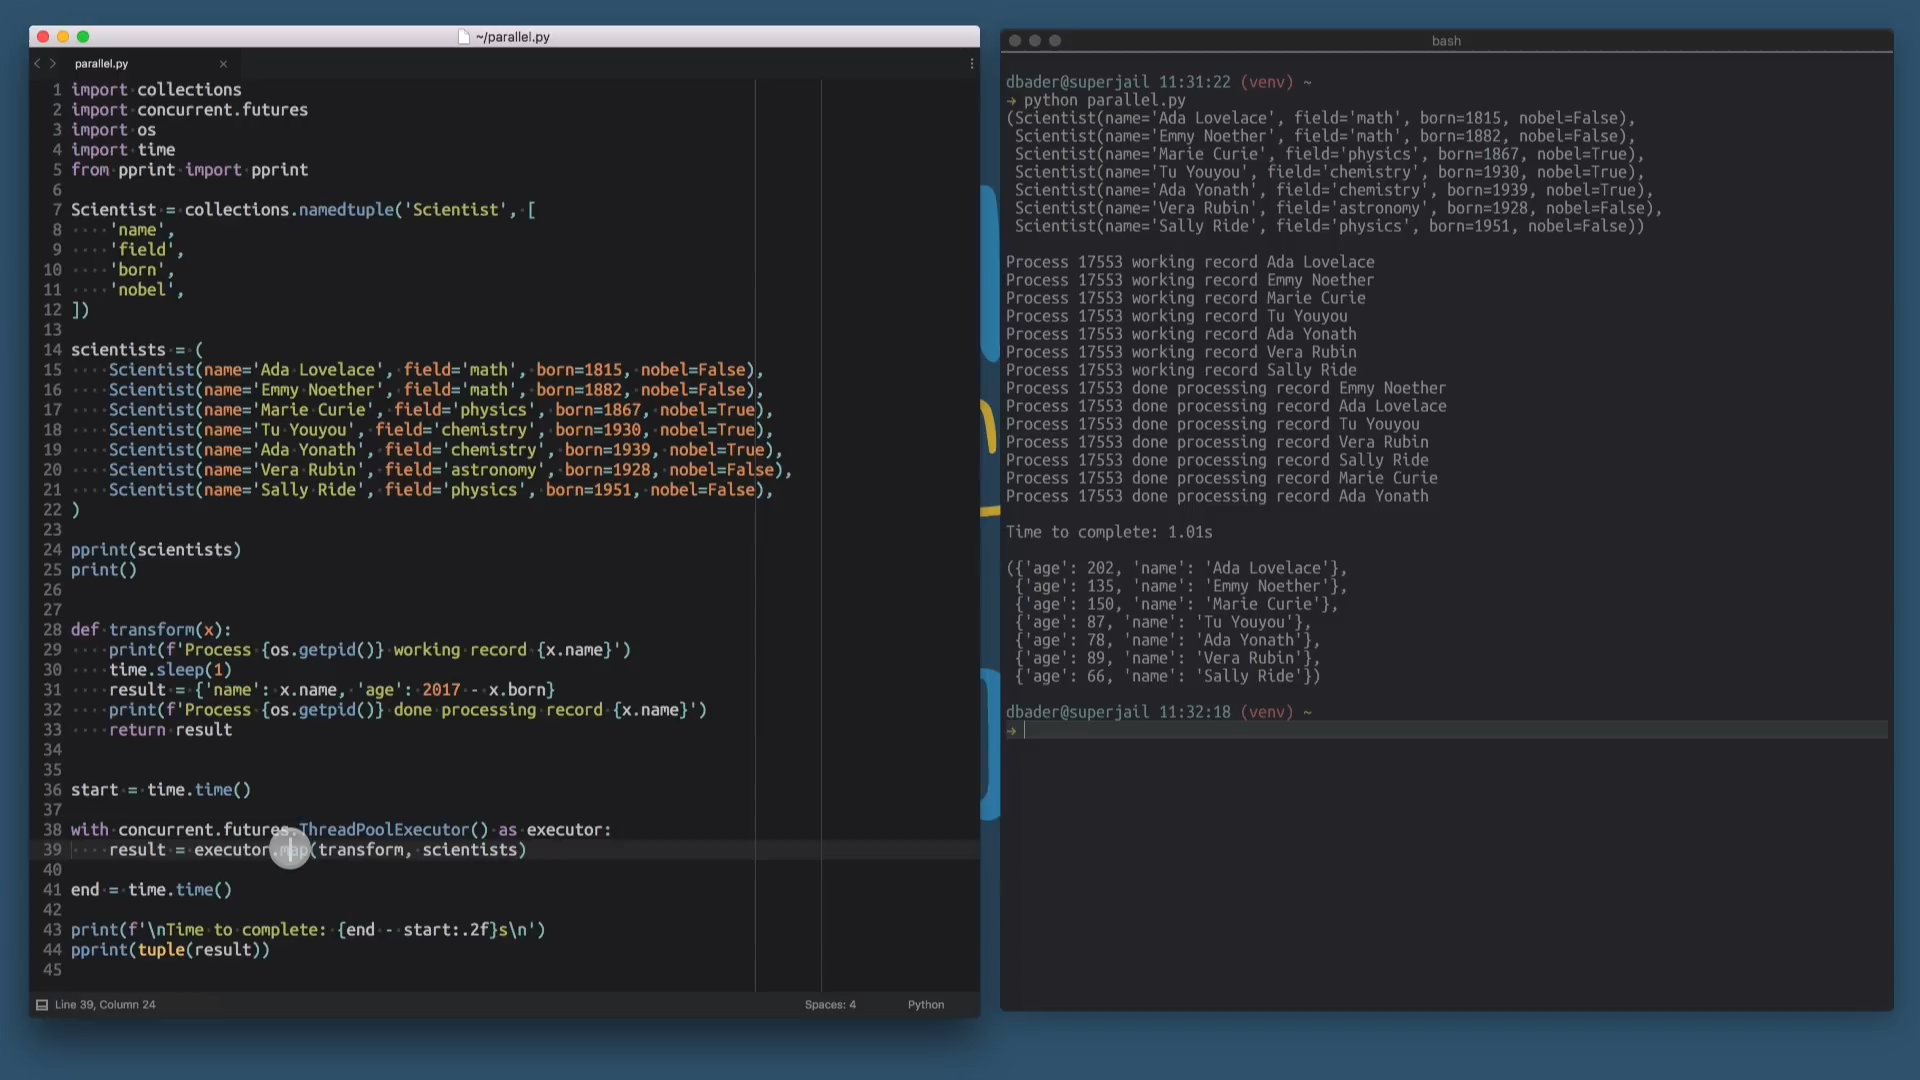 ~/parallel.py
parallel.py
1 import collections
2 import concurrent.futures
3 import os
4 import time
5 from pprint import pprint
6
7 Scientist = collections.namedtuple('Scientist', [
8     'name',
9     'field',
10     'born',
11     'nobel',
12 ])
13
14 scientists = (
15     Scientist(name='Ada Lovelace', field='math', born=1815, nobel=False),
16     Scientist(name='Emmy Noether', field='math', born=1882, nobel=False),
17     Scientist(name='Marie Curie', field='physics', born=1867, nobel=True),
18     Scientist(name='Tu Youyou', field='chemistry', born=1930, nobel=True),
19     Scientist(name='Ada Yonath', field='chemistry', born=1939, nobel=True),
20     Scientist(name='Vera Rubin', field='astronomy', born=1928, nobel=False),
21     Scientist(name='Sally Ride', field='physics', born=1951, nobel=False),
22 )
23
24 pprint(scientists)
25 print()
26
27
28 def transform(x):
29     print(f'Process {os.getpid()} working record {x.name}')
30     time.sleep(1)
31     result = {'name': x.name, 'age': 2017 - x.born}
32     print(f'Process {os.getpid()} done processing record {x.name}')
33     return result
34
35
36 start = time.time()
37
38 with concurrent.futures.ThreadPoolExecutor() as executor:
39     result = executor.map(transform, scientists)
40
41 end = time.time()
42
43 print(f'\nTime to complete: {end - start:.2f}s\n')
44 pprint(tuple(result))
45
Line 39, Column 24
Spaces: 4
Python
bash
dbader@superjail 11:31:22 (venv) ~
→ python parallel.py
(Scientist(name='Ada Lovelace', field='math', born=1815, nobel=False),
 Scientist(name='Emmy Noether', field='math', born=1882, nobel=False),
 Scientist(name='Marie Curie', field='physics', born=1867, nobel=True),
 Scientist(name='Tu Youyou', field='chemistry', born=1930, nobel=True),
 Scientist(name='Ada Yonath', field='chemistry', born=1939, nobel=True),
 Scientist(name='Vera Rubin', field='astronomy', born=1928, nobel=False),
 Scientist(name='Sally Ride', field='physics', born=1951, nobel=False))
Process 17553 working record Ada Lovelace
Process 17553 working record Emmy Noether
Process 17553 working record Marie Curie
Process 17553 working record Tu Youyou
Process 17553 working record Ada Yonath
Process 17553 working record Vera Rubin
Process 17553 working record Sally Ride
Process 17553 done processing record Emmy Noether
Process 17553 done processing record Ada Lovelace
Process 17553 done processing record Tu Youyou
Process 17553 done processing record Vera Rubin
Process 17553 done processing record Sally Ride
Process 17553 done processing record Marie Curie
Process 17553 done processing record Ada Yonath
Time to complete: 1.01s
({'age': 202, 'name': 'Ada Lovelace'},
 {'age': 135, 'name': 'Emmy Noether'},
 {'age': 150, 'name': 'Marie Curie'},
 {'age': 87, 'name': 'Tu Youyou'},
 {'age': 78, 'name': 'Ada Yonath'},
 {'age': 89, 'name': 'Vera Rubin'},
 {'age': 66, 'name': 'Sally Ride'})
dbader@superjail 11:32:18 (venv) ~
→